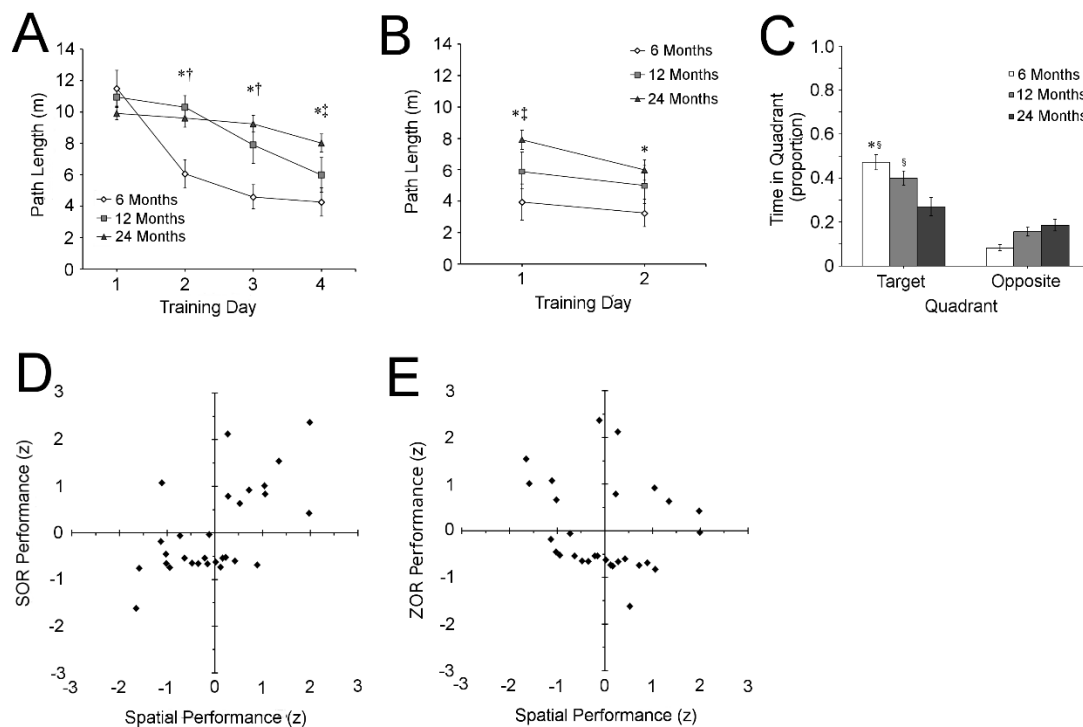 A
14
12
10
8
6
4
2
0
Path Length (m)
*†
*†
*‡
6 Months
12 Months
24 Months
1 2 3 4
Training Day
B
14
12
10
8
6
4
2
0
Path Length (m)
6 Months
12 Months
24 Months
*‡
*
1 2
Training Day
C
1.0
0.8
0.6
0.4
0.2
0
Time in Quadrant
(proportion)
6 Months
12 Months
24 Months
*§
§
Target Opposite
Quadrant
D
3
2
1
0
-1
-2
-3
SOR Performance (z)
-3 -2 -1 0 1 2 3
Spatial Performance (z)
E
3
2
1
0
-1
-2
-3
ZOR Performance (z)
-3 -2 -1 0 1 2 3
Spatial Performance (z)